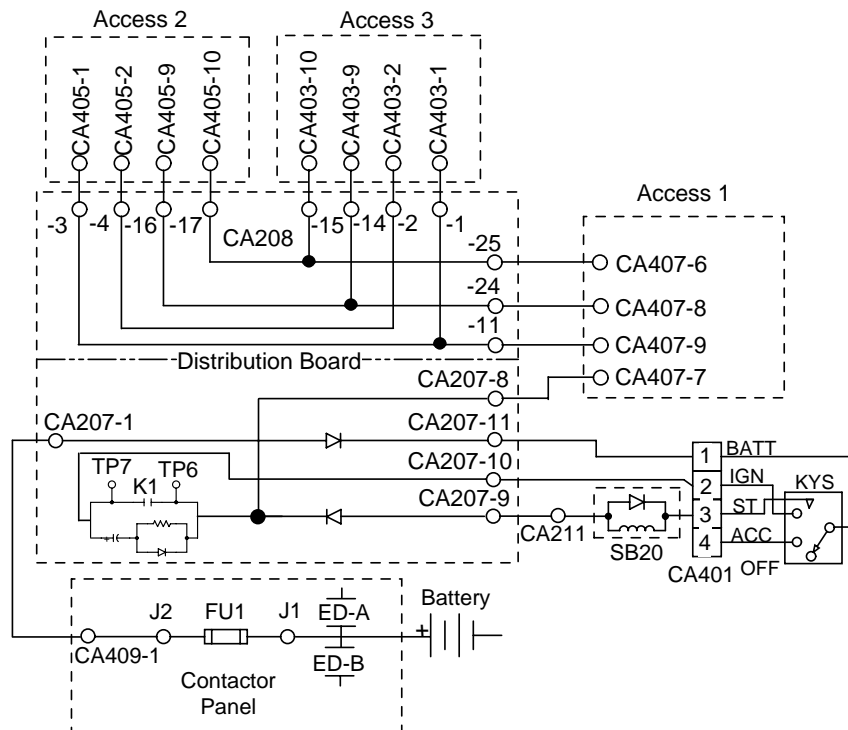 Access 2
Access 3
CA405-1
CA405-2
CA405-9
CA405-10
CA403-10
CA403-9
CA403-2
CA403-1
Access 1
-3
-4
-16
-17
CA208
-15
-14
-2
-1
-25
CA407-6
-24
CA407-8
-11
CA407-9
Distribution Board
CA207-8
CA407-7
CA207-1
CA207-11
1
BATT
TP7
TP6
K1
CA207-10
2
IGN
KYS
CA207-9
3
ST
+
CA211
SB20
4
ACC
CA401
OFF
J2
FU1
J1
ED-A
Battery
+
CA409-1
ED-B
Contactor
Panel